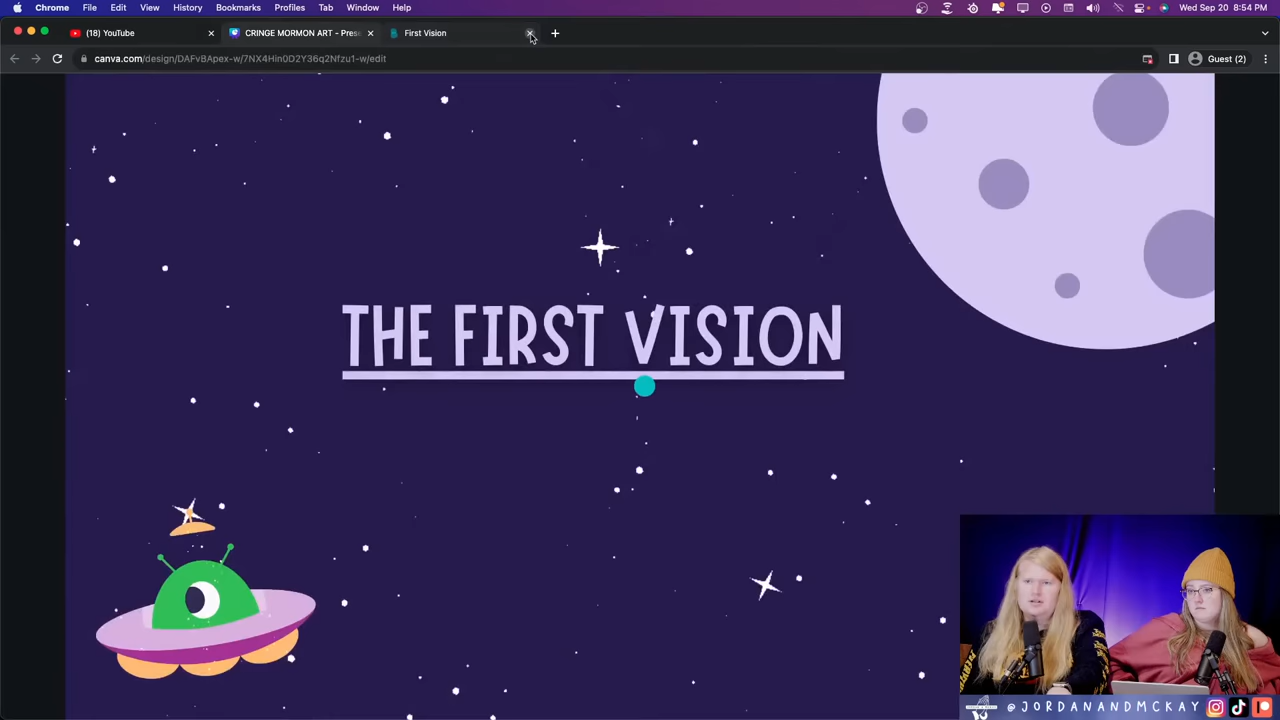 Chrome File Edit View History Bookmarks Profiles Tab Window Help Wed Sep 20 8:54 PM
(18) YouTube CRINGE MORMON ART - Prese First Vision
canva.com/design/DAFvBApex-w/7NX4Hin0D2Y36q2Nfzu1-w/edit Guest (2)
THE FIRST VISION
@JORDANANDMCKAY